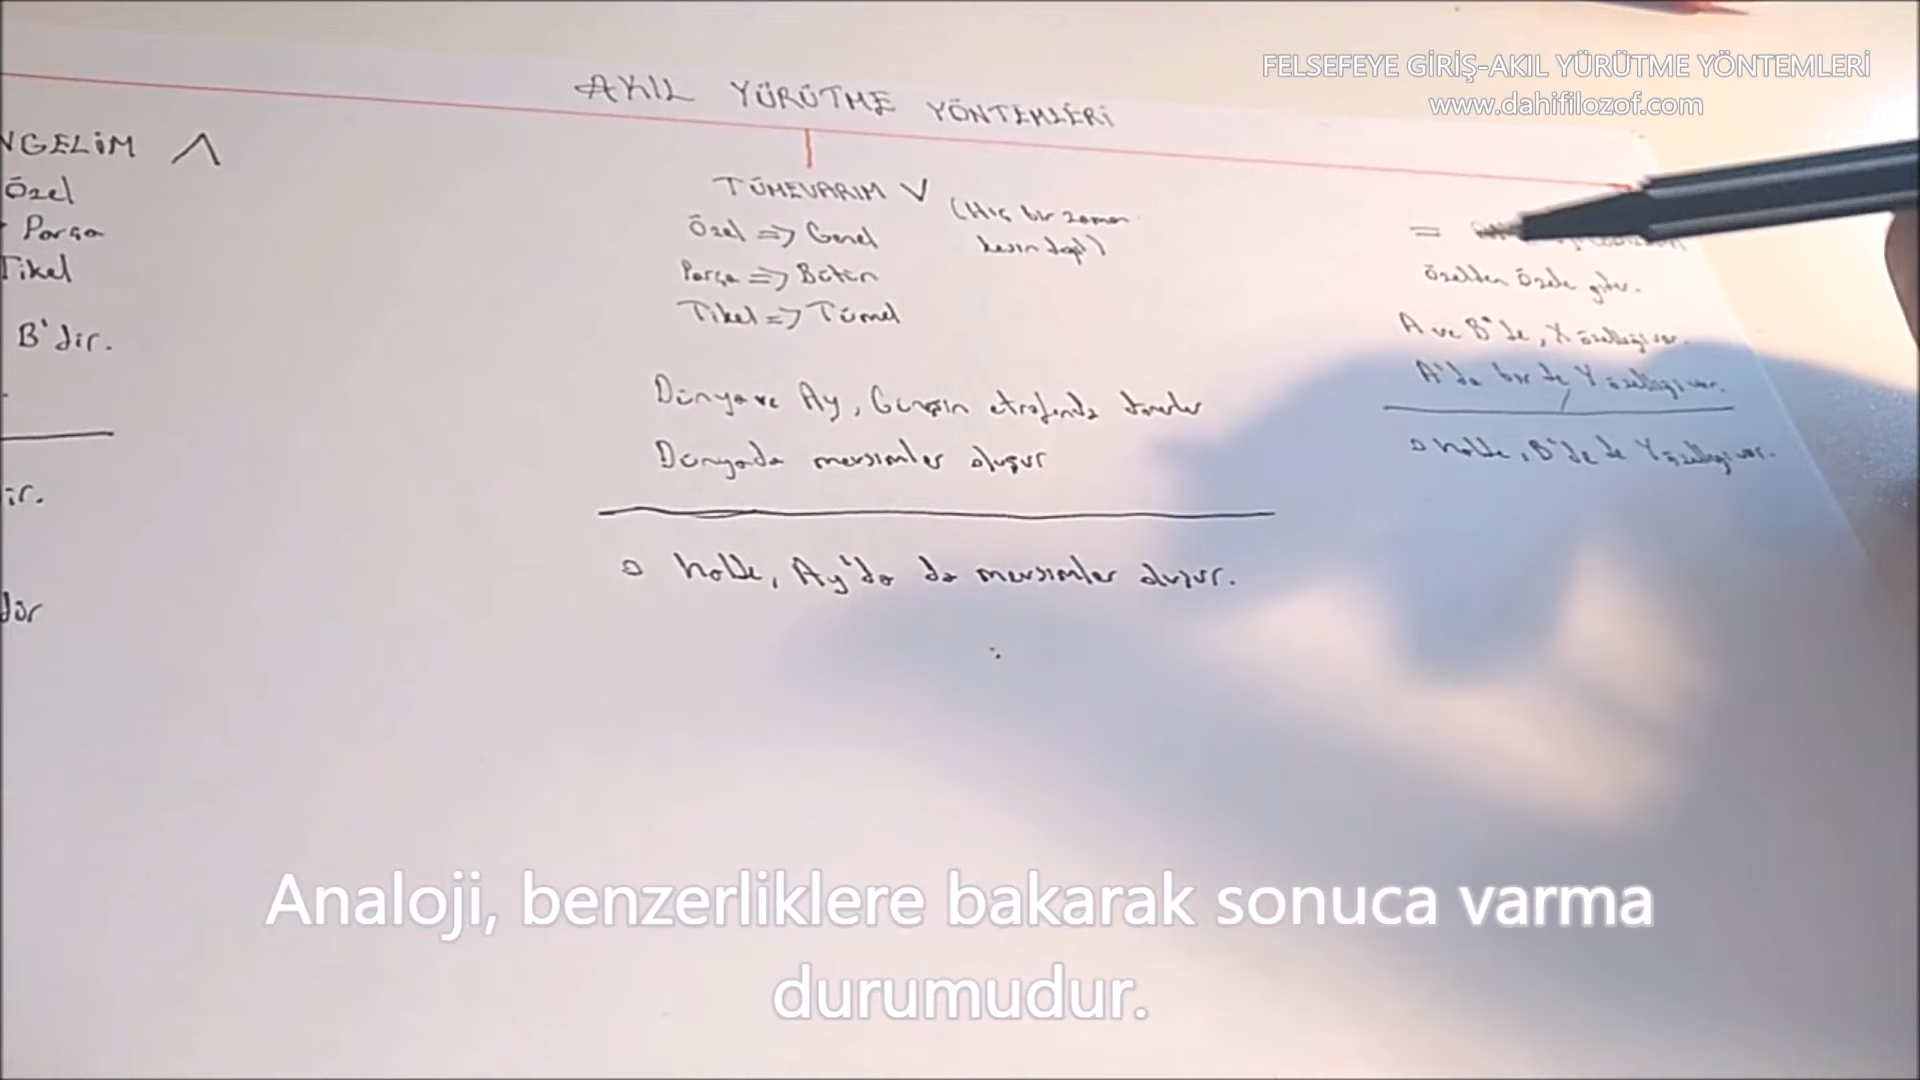 FELSEFEYE GİRİŞ-AKIL YÜRÜTME YÖNTEMLERİ
www.dahifilozof.com
AKIL YÜRÜTME YÖNTEMLERİ
NGELİM Λ
Özel
Parça
Tikel
B'dir.
ir.
dür
TÜMEVARIM V
(Hiç bir zaman
kesin değil)
Özel => Genel
Parça => Bütün
Tikel => Tümel
Dünya ve Ay, Güneşin etrafında dönerler
Dünyada mevsimler oluşur
O halde, Ay'da da mevsimler oluşur.
=
özelden özele gider.
A ve B'de, X özelliği var.
A'da bir de Y özelliği var.
O halde, B'de de Y özelliği var.
Analoji, benzerliklere bakarak sonuca varma
durumudur.